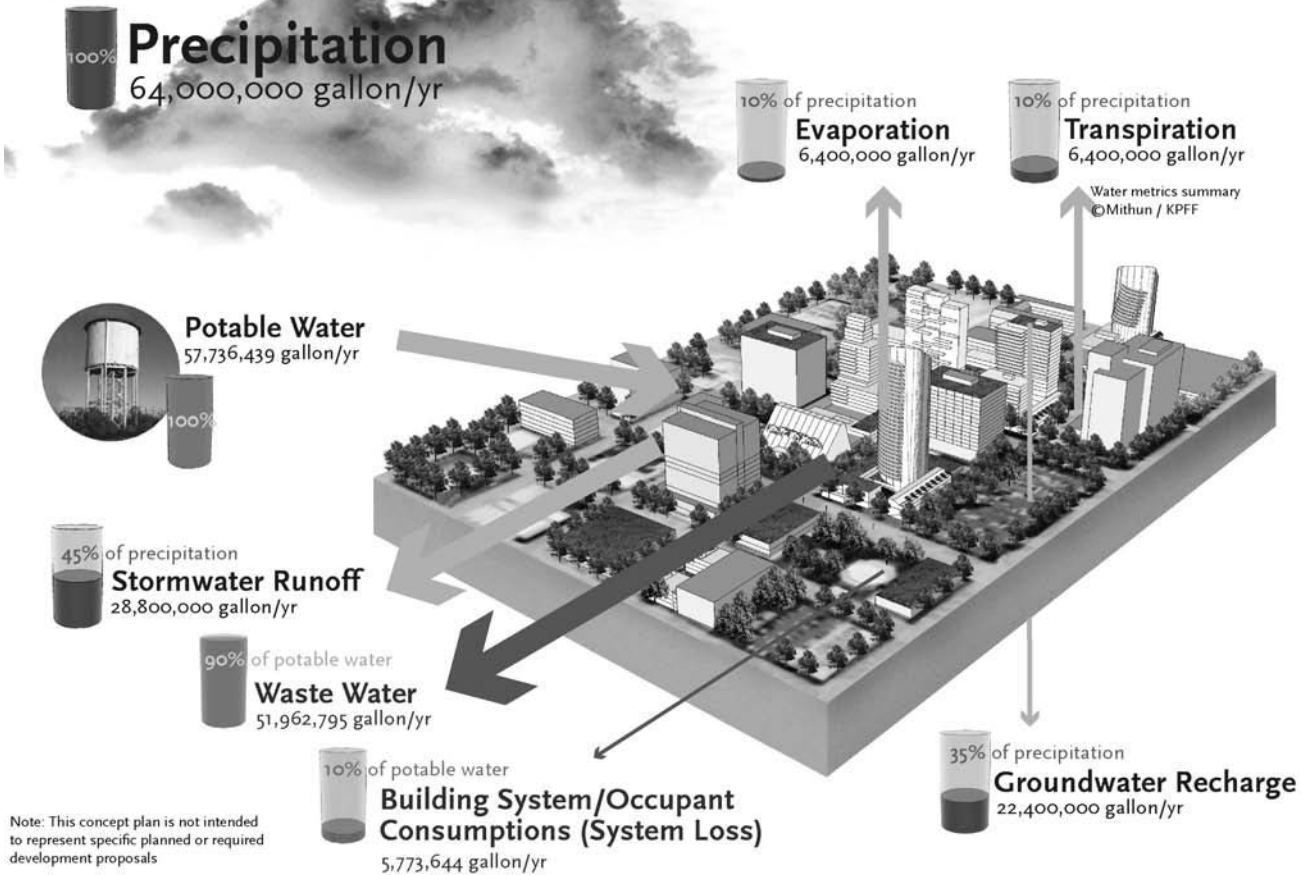 100%
Precipitation
64,000,000 gallon/yr
10% of precipitation
Evaporation
6,400,000 gallon/yr
10% of precipitation
Transpiration
6,400,000 gallon/yr
Water metrics summary
©Mithun / KPFF
Potable Water
57,736,439 gallon/yr
100%
45% of precipitation
Stormwater Runoff
28,800,000 gallon/yr
90% of potable water
Waste Water
51,962,795 gallon/yr
10% of potable water
Building System/Occupant
Consumptions (System Loss)
5,773,644 gallon/yr
35% of precipitation
Groundwater Recharge
22,400,000 gallon/yr
Note: This concept plan is not intended
to represent specific planned or required
development proposals